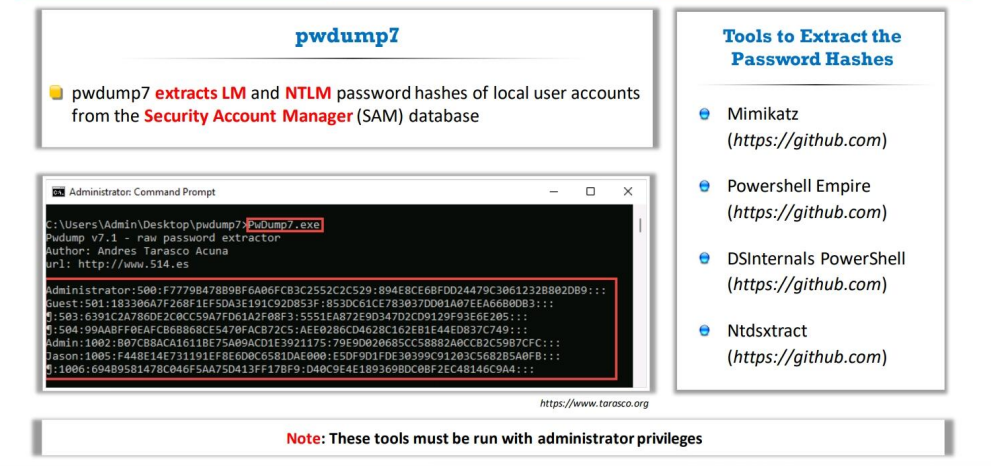 pwdump7
pwdump7 extracts LM and NTLM password hashes of local user accounts
from the Security Account Manager (SAM) database
Administrator: Command Prompt
C:\Users\Admin\Desktop\pwdump7>PwDump7.exe
Pwdump v7.1 - raw password extractor
Author: Andres Tarasco Acuna
url: http://www.514.es
Administrator:500:F7779B478B9BF6A06FCB3C2552C2C529:894E8CE6BFDD24479C3061232B802DB9:::
Guest:501:183306A7F268F1EF5DA3E191C92D853F:853DC61CE783037DD01A07EEA66B0DB3:::
¶:503:6391C2A786DE2C0CC59A7FD61A2F08F3:5551EA872E9D347D2CD9129F93E6E205:::
¶:504:99AABFF0EAFCB6B868CE5470FACB72C5:AEE0286CD4628C162EB1E44ED837C749:::
Admin:1002:B07CB8ACA1611BE75A09ACD1E3921175:79E9D020685CC58882A0CCB2C59B7CFC:::
Jason:1005:F448E14E731191EF8E6D0C6581DAE000:E5DF9D1FDE30399C91203C5682B5A0FB:::
¶:1006:694B9581478C046F5AA75D413FF17BF9:D40C9E4E189369BDC0BF2EC48146C9A4:::
https://www.tarasco.org
Tools to Extract the
Password Hashes
Mimikatz
(https://github.com)
Powershell Empire
(https://github.com)
DSInternals PowerShell
(https://github.com)
Ntdsxtract
(https://github.com)
Note: These tools must be run with administrator privileges